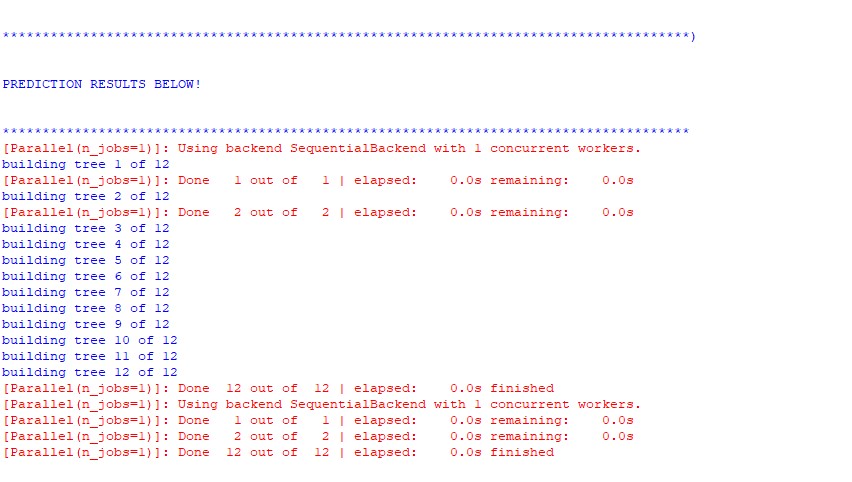 **************************************************************************************)


PREDICTION RESULTS BELOW!


**************************************************************************************
[Parallel(n_jobs=1)]: Using backend SequentialBackend with 1 concurrent workers.
building tree 1 of 12
[Parallel(n_jobs=1)]: Done   1 out of   1 | elapsed:    0.0s remaining:    0.0s
building tree 2 of 12
[Parallel(n_jobs=1)]: Done   2 out of   2 | elapsed:    0.0s remaining:    0.0s
building tree 3 of 12
building tree 4 of 12
building tree 5 of 12
building tree 6 of 12
building tree 7 of 12
building tree 8 of 12
building tree 9 of 12
building tree 10 of 12
building tree 11 of 12
building tree 12 of 12
[Parallel(n_jobs=1)]: Done  12 out of  12 | elapsed:    0.0s finished
[Parallel(n_jobs=1)]: Using backend SequentialBackend with 1 concurrent workers.
[Parallel(n_jobs=1)]: Done   1 out of   1 | elapsed:    0.0s remaining:    0.0s
[Parallel(n_jobs=1)]: Done   2 out of   2 | elapsed:    0.0s remaining:    0.0s
[Parallel(n_jobs=1)]: Done  12 out of  12 | elapsed:    0.0s finished